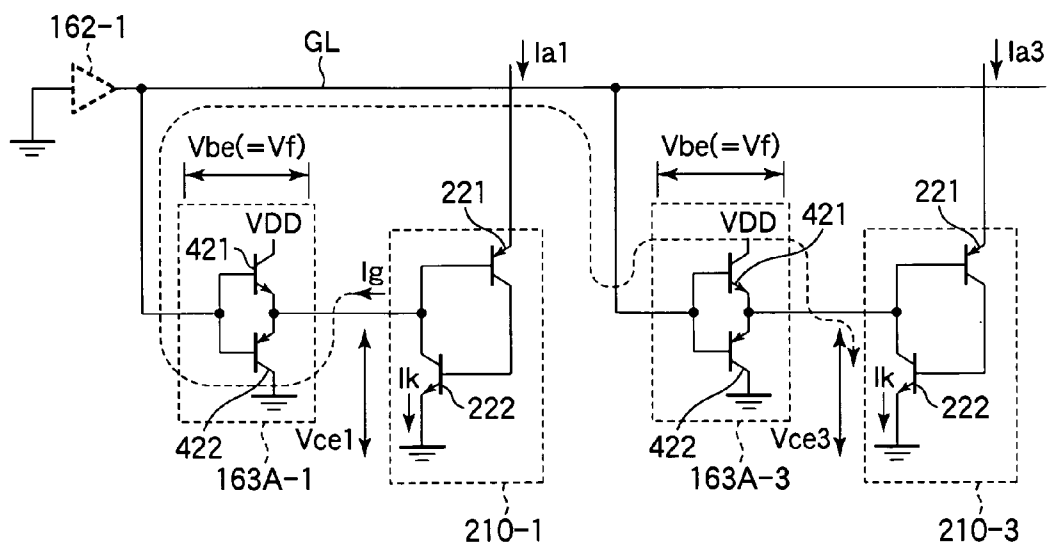 162-1
GL
Ia1
Ia3
Vbe(=Vf)
Vbe(=Vf)
221
221
VDD
VDD
421
421
Ig
Ik
Ik
222
222
422
422
Vce1
Vce3
163A-1
163A-3
210-1
210-3